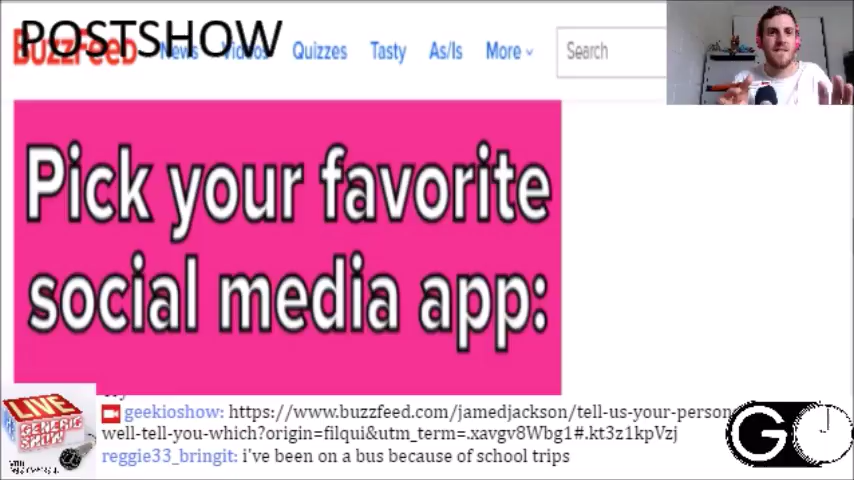 POSTSHOW
BuzzFeed News Videos Quizzes Tasty As/Is More Search
Pick your favorite
social media app:
geekioshow: https://www.buzzfeed.com/jamedjackson/tell-us-your-person
well-tell-you-which?origin=filqui&utm_term=.xavgv8Wbg1#.kt3z1kpVzj
reggie33_bringit: i've been on a bus because of school trips
LIVE
GENERIC
SHOW
GO